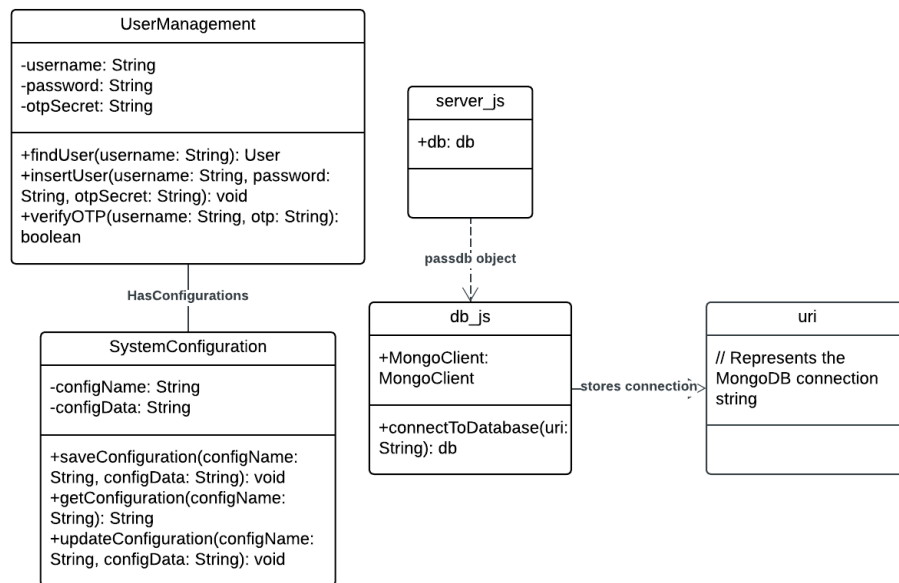 UserManagement
-username: String
-password: String
-otpSecret: String
+findUser(username: String): User
+insertUser(username: String, password:
String, otpSecret: String): void
+verifyOTP(username: String, otp: String):
boolean
HasConfigurations
SystemConfiguration
-configName: String
-configData: String
+saveConfiguration(configName:
String, configData: String): void
+getConfiguration(configName:
String): String
+updateConfiguration(configName:
String, configData: String): void
server_js
+db: db
passdb object
db_js
+MongoClient:
MongoClient
+connectToDatabase(uri:
String): db
stores connection
uri
// Represents the
MongoDB connection
string